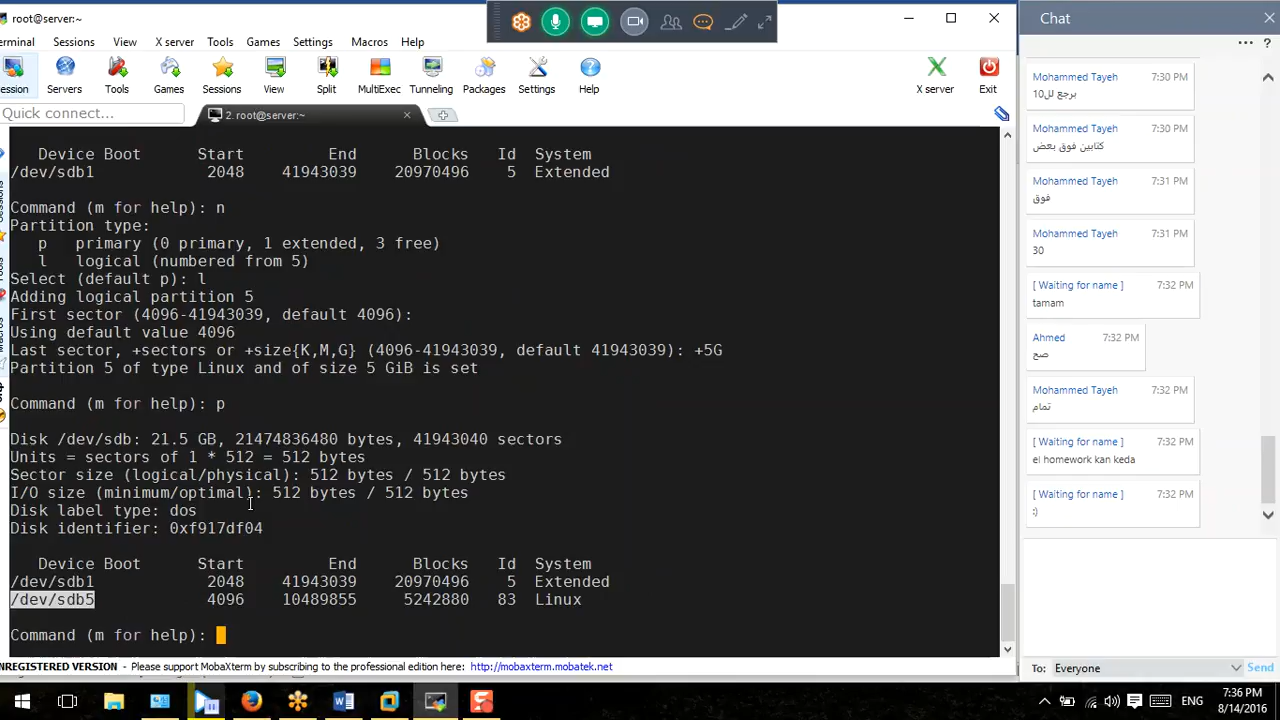 root@server:~
erminal Sessions View X server Tools Games Settings Macros Help
ession Servers Tools Games Sessions View Split MultiExec Tunneling Packages Settings Help X server Exit
Quick connect...
2. root@server:~
   Device Boot      Start         End      Blocks   Id  System
/dev/sdb1            2048    41943039    20970496    5  Extended
Command (m for help): n
Partition type:
   p   primary (0 primary, 1 extended, 3 free)
   l   logical (numbered from 5)
Select (default p): l
Adding logical partition 5
First sector (4096-41943039, default 4096):
Using default value 4096
Last sector, +sectors or +size{K,M,G} (4096-41943039, default 41943039): +5G
Partition 5 of type Linux and of size 5 GiB is set
Command (m for help): p
Disk /dev/sdb: 21.5 GB, 21474836480 bytes, 41943040 sectors
Units = sectors of 1 * 512 = 512 bytes
Sector size (logical/physical): 512 bytes / 512 bytes
I/O size (minimum/optimal): 512 bytes / 512 bytes
Disk label type: dos
Disk identifier: 0xf917df04
   Device Boot      Start         End      Blocks   Id  System
/dev/sdb1            2048    41943039    20970496    5  Extended
/dev/sdb5            4096    10489855     5242880   83  Linux
Command (m for help):
NREGISTERED VERSION - Please support MobaXterm by subscribing to the professional edition here: http://mobaxterm.mobatek.net
Chat
Mohammed Tayeh 7:30 PM
برجع لل10
Mohammed Tayeh 7:30 PM
كتابين فوق بعض
Mohammed Tayeh 7:31 PM
فوق
Mohammed Tayeh 7:31 PM
30
[ Waiting for name ] 7:32 PM
tamam
Ahmed 7:32 PM
صح
Mohammed Tayeh 7:32 PM
تمام
[ Waiting for name ] 7:32 PM
el homework kan keda
[ Waiting for name ] 7:32 PM
:)
To: Everyone Send
ENG
7:36 PM
8/14/2016